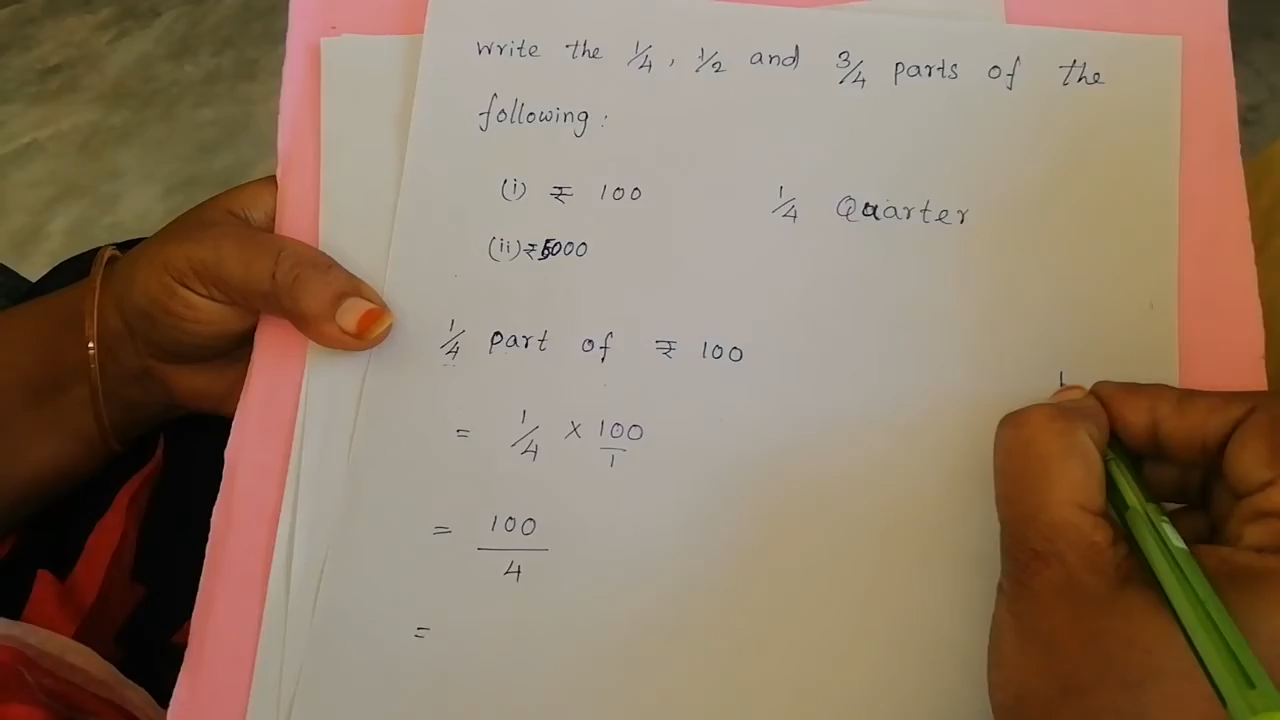 Write the 1/4, 1/2 and 3/4 parts of the
following:
(i) ₹ 100
1/4 Quarter
(ii) ₹ 5000
1/4 part of ₹ 100
= 1/4 × 100/1
= 100/4
=